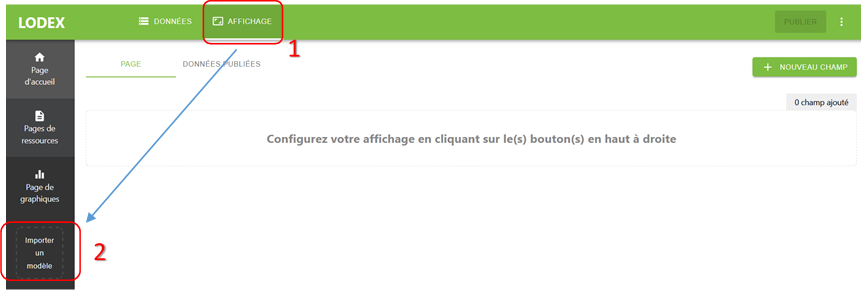 LODEX
DONNÉES
AFFICHAGE
PUBLIER
1
Page
d'accueil
PAGE
DONNÉES PUBLIÉES
NOUVEAU CHAMP
0 champ ajouté
Pages de
ressources
Configurez votre affichage en cliquant sur le(s) bouton(s) en haut à droite
Page de
graphiques
Importer
un
modèle
2